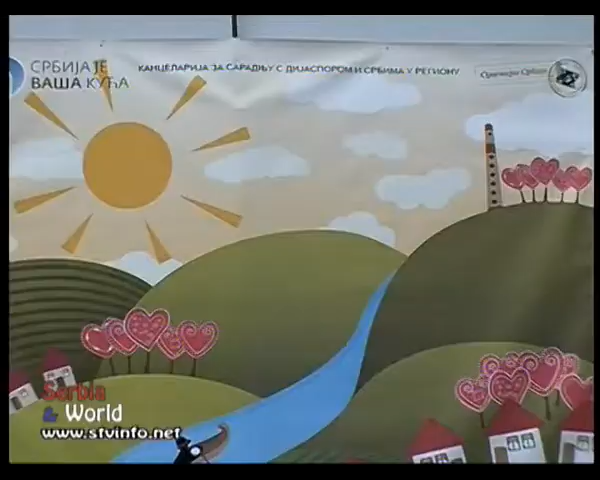 СРБИЈА ЈЕ
ВАША КУЋА
КАНЦЕЛАРИЈА ЗА САРАДЊУ С ДИЈАСПОРОМ И СРБИМА У РЕГИОНУ
Serbia
& World
www.stvinfo.net